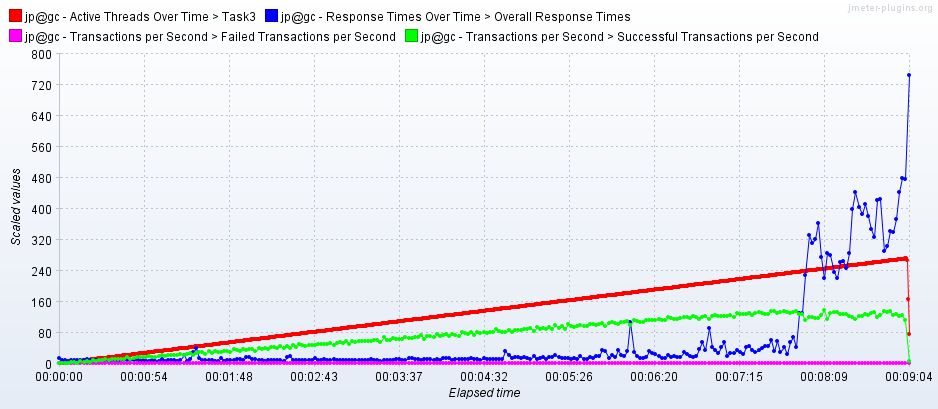 jmeter-plugins.org
jp@gc - Active Threads Over Time > Task3 jp@gc - Response Times Over Time > Overall Response Times
jp@gc - Transactions per Second > Failed Transactions per Second jp@gc - Transactions per Second > Successful Transactions per Second
800
720
640
560
480
400
320
240
160
80
0
Scaled values
00:00:00 00:00:54 00:01:48 00:02:43 00:03:37 00:04:32 00:05:26 00:06:20 00:07:15 00:08:09 00:09:04
Elapsed time